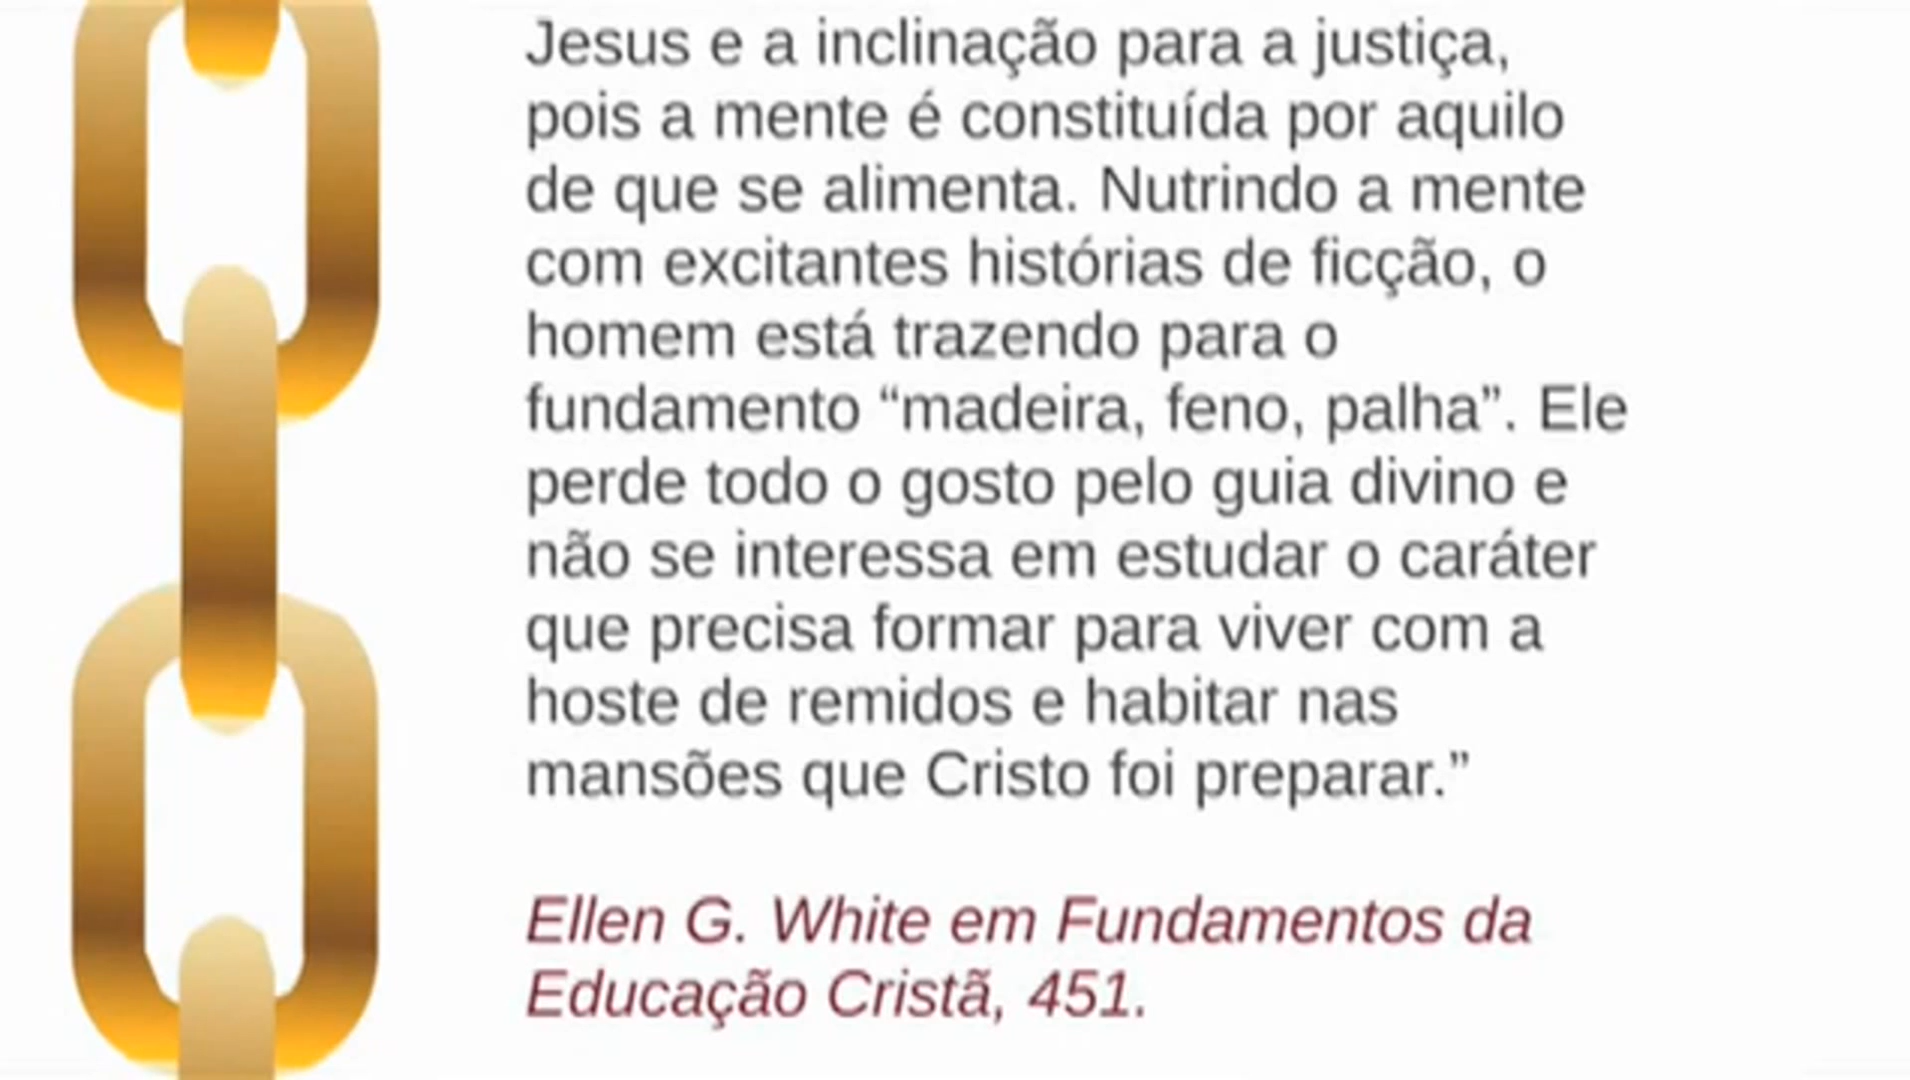 Jesus e a inclinação para a justiça,
pois a mente é constituída por aquilo
de que se alimenta. Nutrindo a mente
com excitantes histórias de ficção, o
homem está trazendo para o
fundamento “madeira, feno, palha”. Ele
perde todo o gosto pelo guia divino e
não se interessa em estudar o caráter
que precisa formar para viver com a
hoste de remidos e habitar nas
mansões que Cristo foi preparar.”
Ellen G. White em Fundamentos da
Educação Cristã, 451.